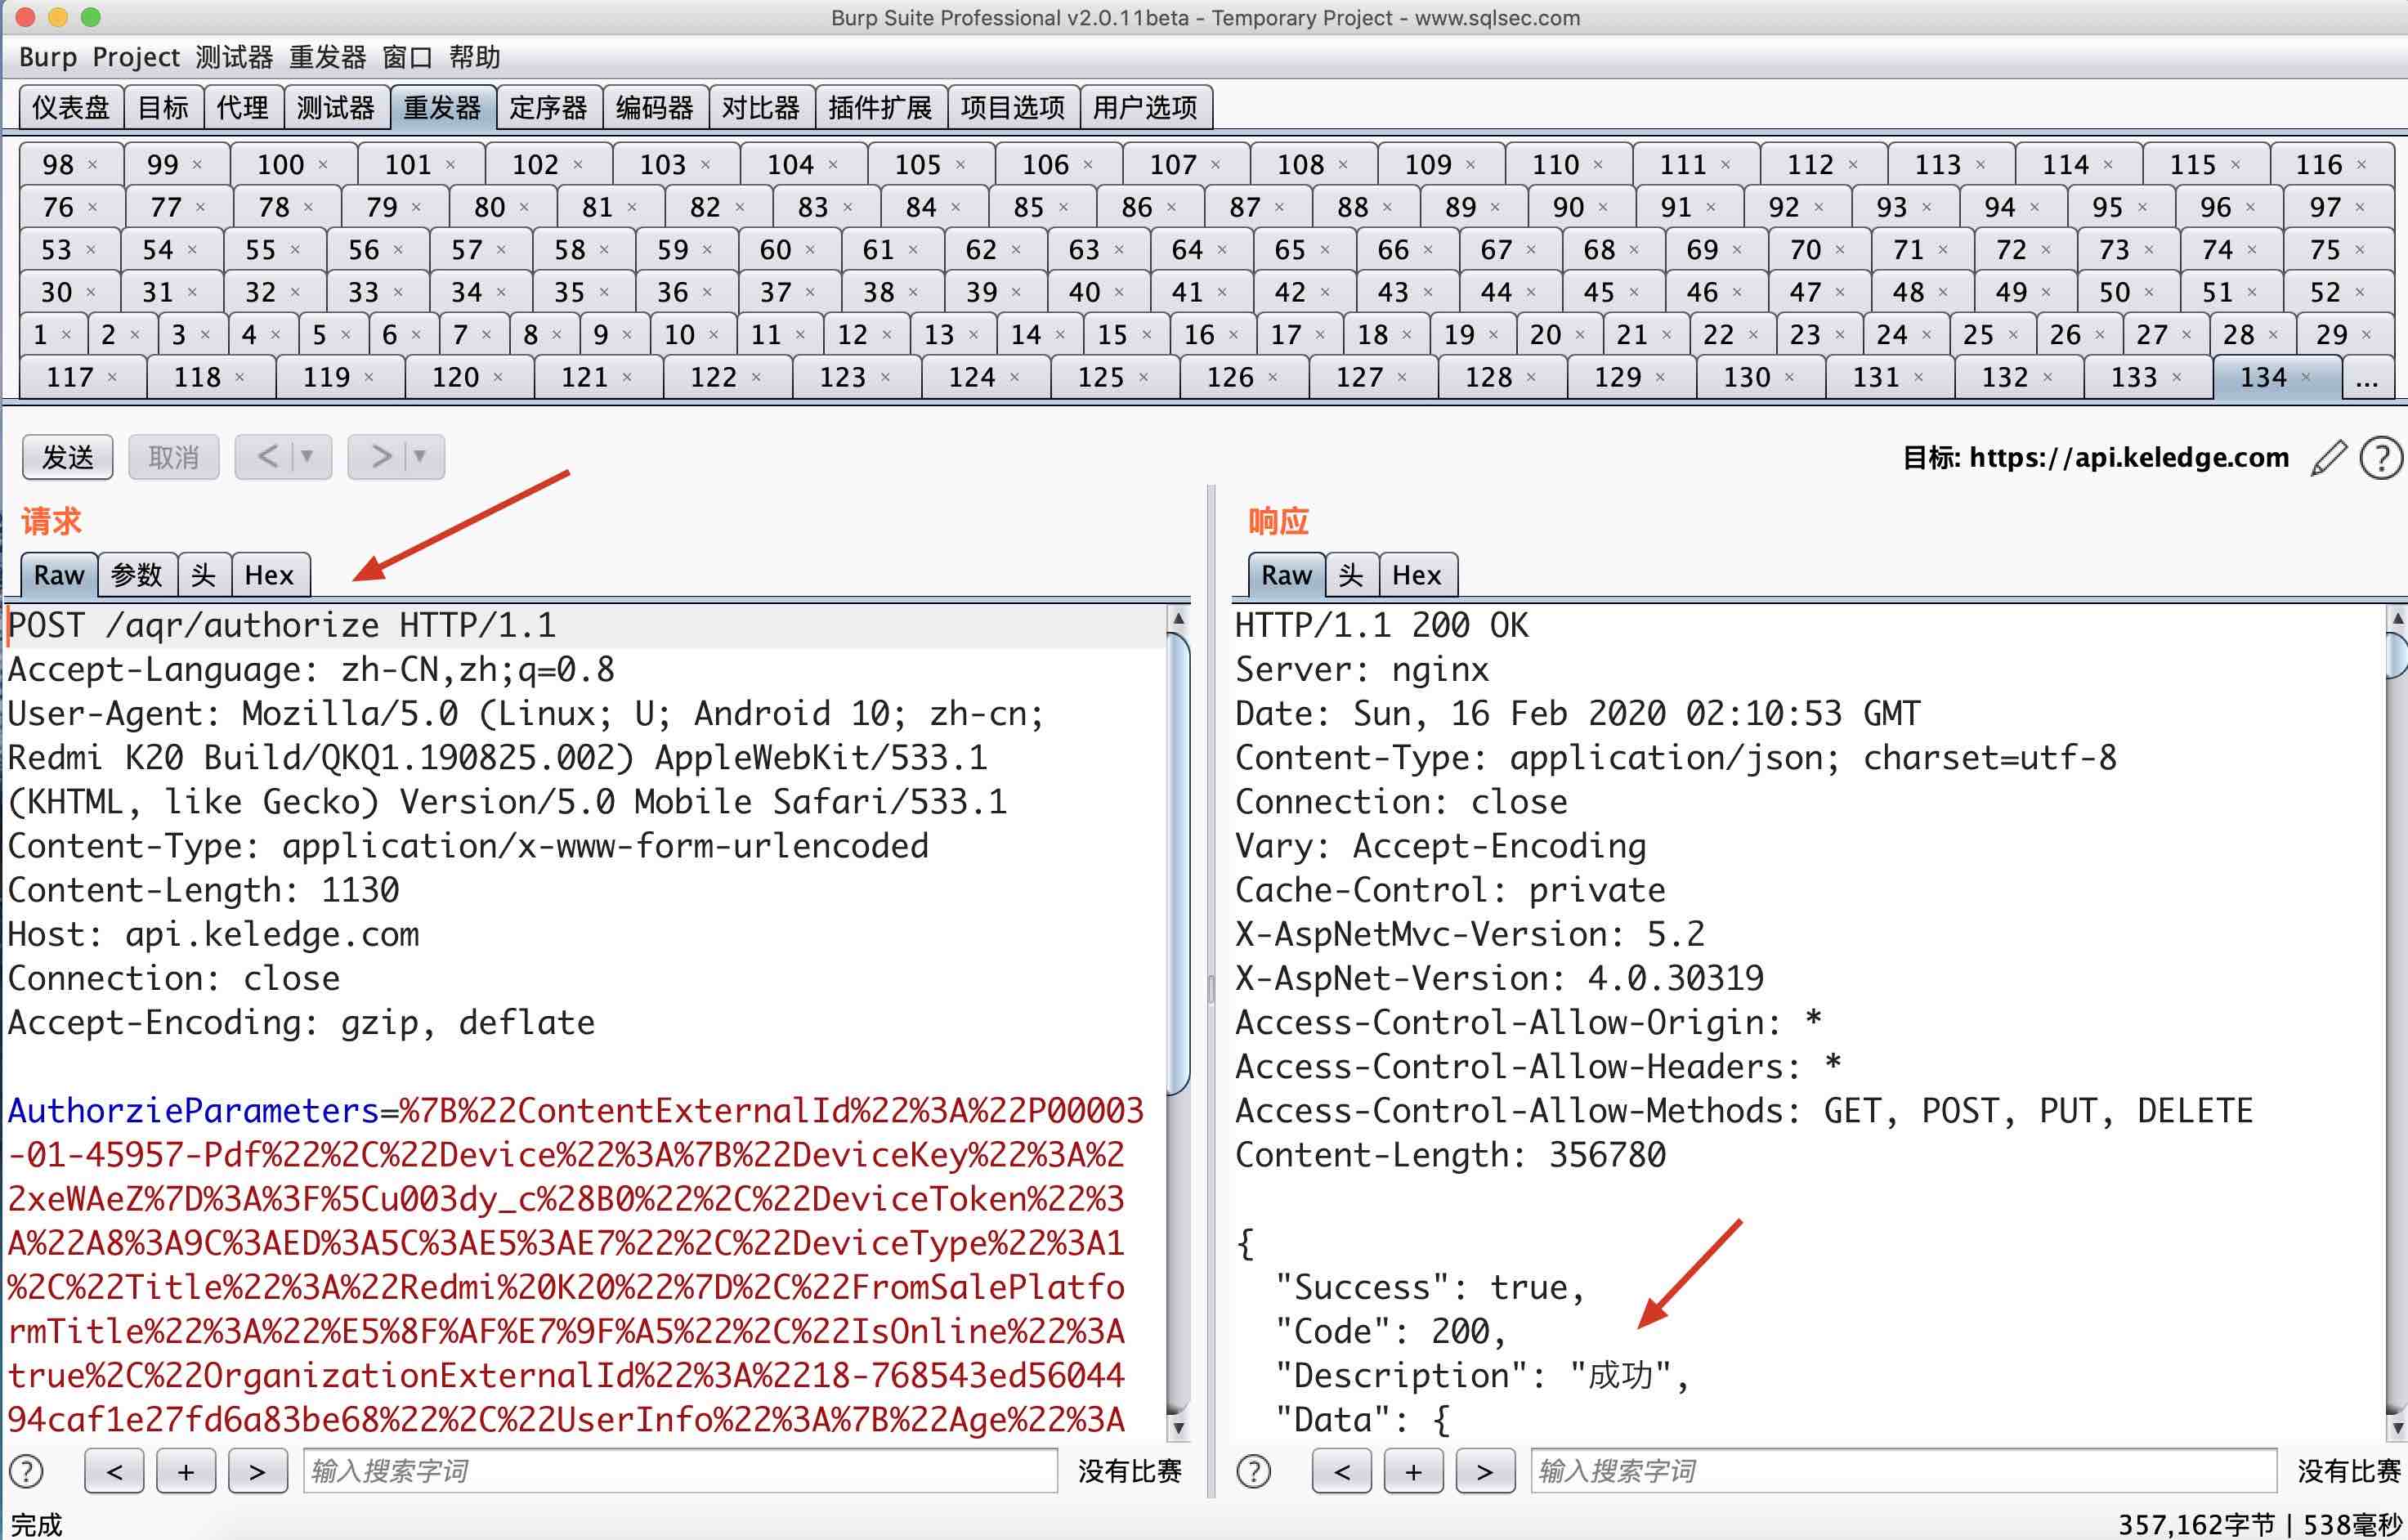 Burp Suite Professional v2.0.11beta - Temporary Project - www.sqlsec.com
Burp Project 测试器 重发器 窗口 帮助
仪表盘 目标 代理 测试器 重发器 定序器 编码器 对比器 插件扩展 项目选项 用户选项
98 × 99 × 100 × 101 × 102 × 103 × 104 × 105 × 106 × 107 × 108 × 109 × 110 × 111 × 112 × 113 × 114 × 115 × 116 ×
76 × 77 × 78 × 79 × 80 × 81 × 82 × 83 × 84 × 85 × 86 × 87 × 88 × 89 × 90 × 91 × 92 × 93 × 94 × 95 × 96 × 97 ×
53 × 54 × 55 × 56 × 57 × 58 × 59 × 60 × 61 × 62 × 63 × 64 × 65 × 66 × 67 × 68 × 69 × 70 × 71 × 72 × 73 × 74 × 75 ×
30 × 31 × 32 × 33 × 34 × 35 × 36 × 37 × 38 × 39 × 40 × 41 × 42 × 43 × 44 × 45 × 46 × 47 × 48 × 49 × 50 × 51 × 52 ×
1 × 2 × 3 × 4 × 5 × 6 × 7 × 8 × 9 × 10 × 11 × 12 × 13 × 14 × 15 × 16 × 17 × 18 × 19 × 20 × 21 × 22 × 23 × 24 × 25 × 26 × 27 × 28 × 29 ×
117 × 118 × 119 × 120 × 121 × 122 × 123 × 124 × 125 × 126 × 127 × 128 × 129 × 130 × 131 × 132 × 133 × 134 × ...
发送 取消 < > 目标: https://api.keledge.com ?
请求
Raw 参数 头 Hex
POST /aqr/authorize HTTP/1.1
Accept-Language: zh-CN,zh;q=0.8
User-Agent: Mozilla/5.0 (Linux; U; Android 10; zh-cn;
Redmi K20 Build/QKQ1.190825.002) AppleWebKit/533.1
(KHTML, like Gecko) Version/5.0 Mobile Safari/533.1
Content-Type: application/x-www-form-urlencoded
Content-Length: 1130
Host: api.keledge.com
Connection: close
Accept-Encoding: gzip, deflate
AuthorzieParameters=%7B%22ContentExternalId%22%3A%22P00003
-01-45957-Pdf%22%2C%22Device%22%3A%7B%22DeviceKey%22%3A%2
2xeWAeZ%7D%3A%3F%5Cu003dy_c%28B0%22%2C%22DeviceToken%22%3
A%22A8%3A9C%3AED%3A5C%3AE5%3AE7%22%2C%22DeviceType%22%3A1
%2C%22Title%22%3A%22Redmi%20K20%22%7D%2C%22FromSalePlatfo
rmTitle%22%3A%22%E5%8F%AF%E7%9F%A5%22%2C%22IsOnline%22%3A
true%2C%22OrganizationExternalId%22%3A%2218-768543ed56044
94caf1e27fd6a83be68%22%2C%22UserInfo%22%3A%7B%22Age%22%3A
? < + > 输入搜索字词 没有比赛
响应
Raw 头 Hex
HTTP/1.1 200 OK
Server: nginx
Date: Sun, 16 Feb 2020 02:10:53 GMT
Content-Type: application/json; charset=utf-8
Connection: close
Vary: Accept-Encoding
Cache-Control: private
X-AspNetMvc-Version: 5.2
X-AspNet-Version: 4.0.30319
Access-Control-Allow-Origin: *
Access-Control-Allow-Headers: *
Access-Control-Allow-Methods: GET, POST, PUT, DELETE
Content-Length: 356780
{
"Success": true,
"Code": 200,
"Description": "成功",
"Data": {
? < + > 输入搜索字词 没有比赛
完成 357,162字节 | 538毫秒